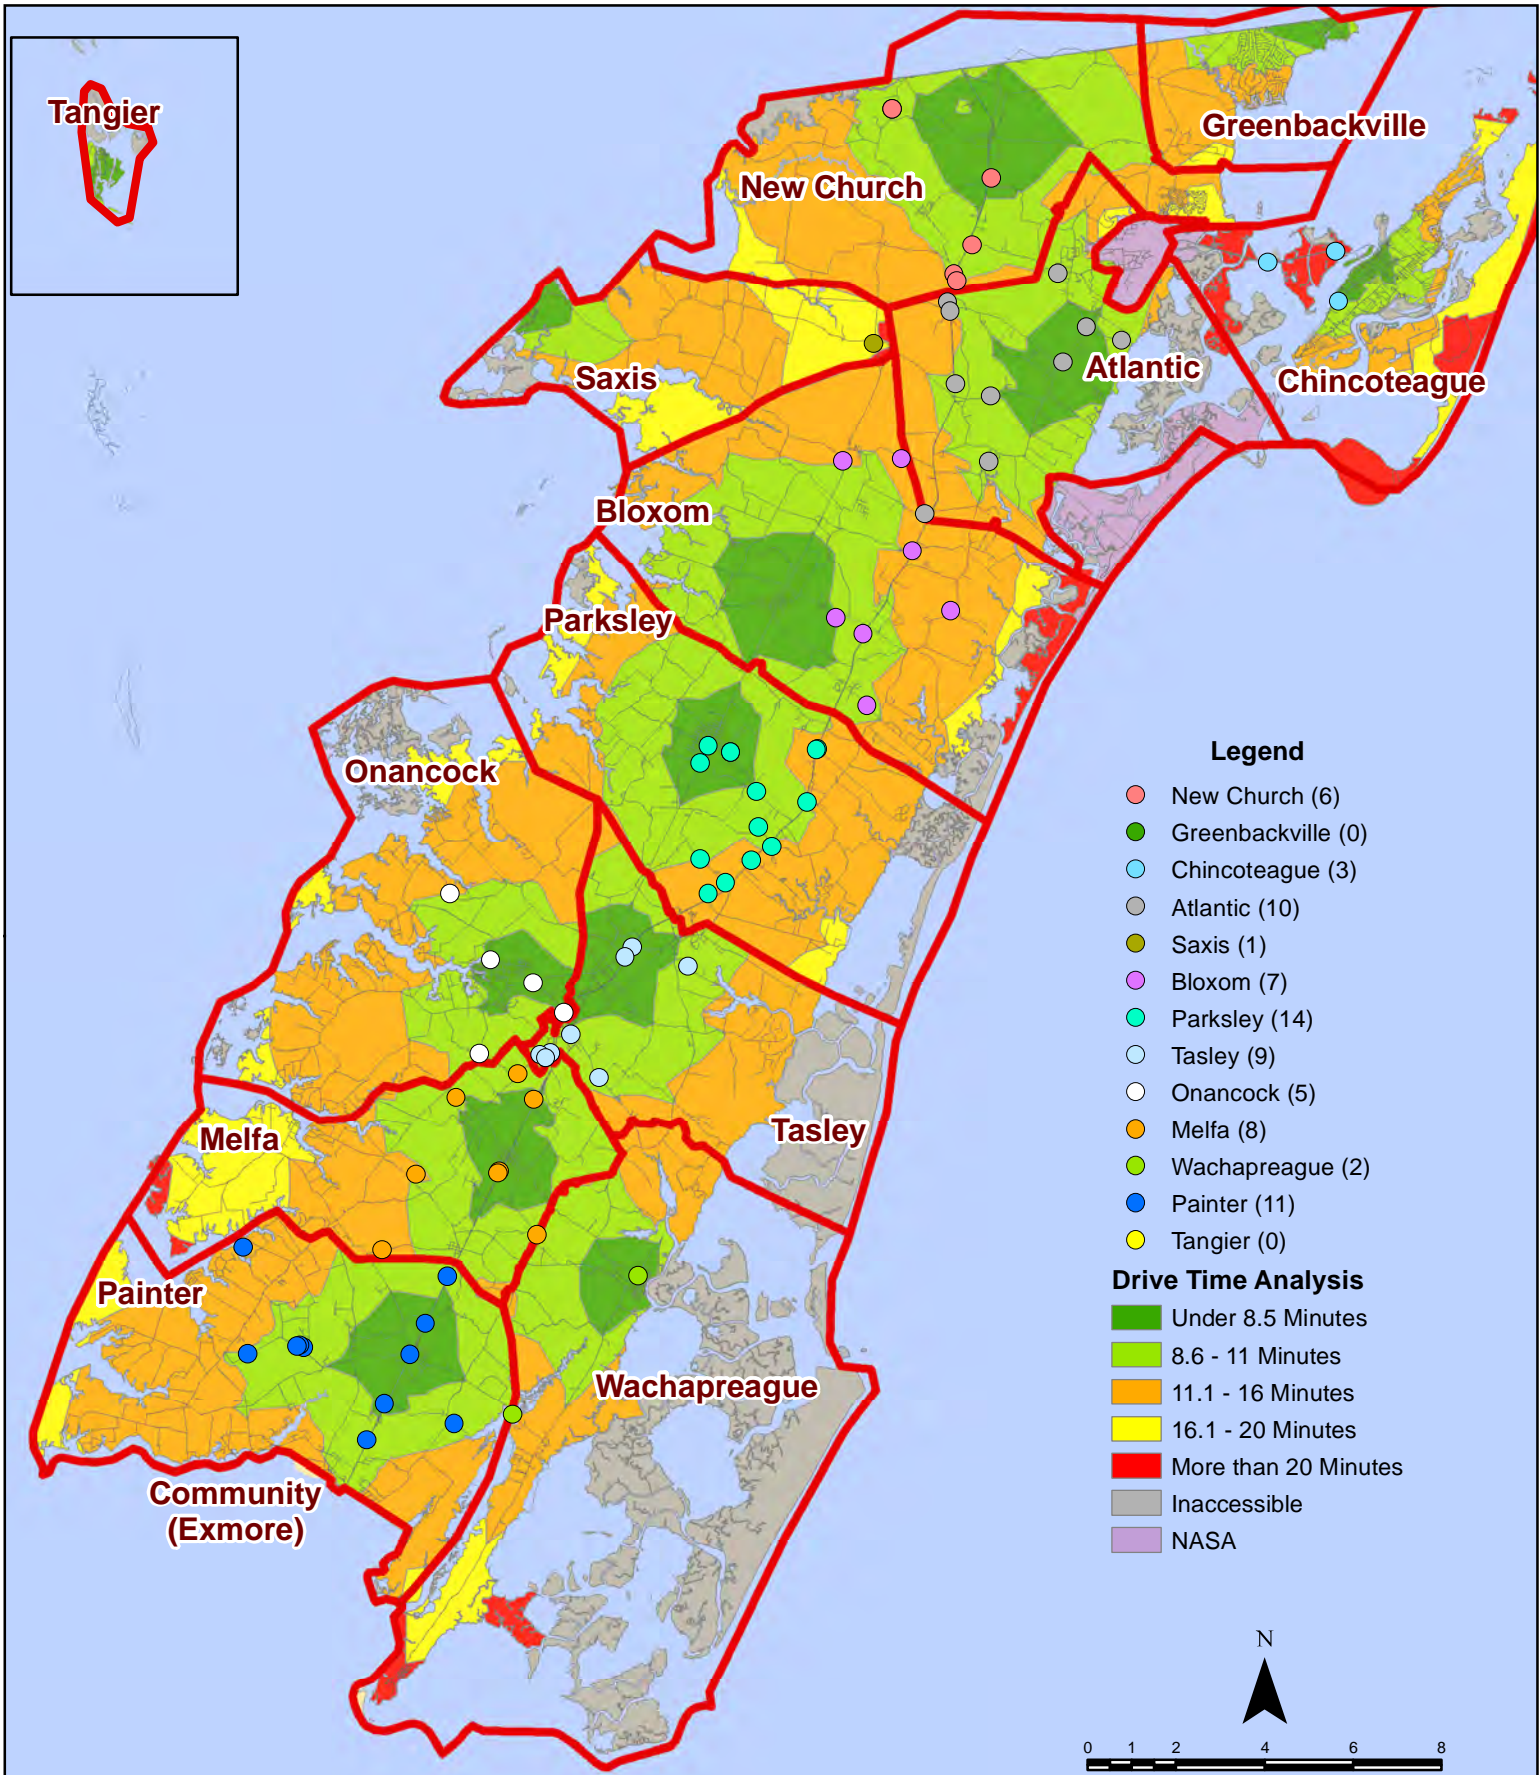 Tangier
Greenbackville
New Church
Saxis
Atlantic
Chincoteague
Bloxom
Parksley
Onancock
Melfa
Tasley
Painter
Wachapreague
Community
(Exmore)
Legend
New Church (6)
Greenbackville (0)
Chincoteague (3)
Atlantic (10)
Saxis (1)
Bloxom (7)
Parksley (14)
Tasley (9)
Onancock (5)
Melfa (8)
Wachapreague (2)
Painter (11)
Tangier (0)
Drive Time Analysis
Under 8.5 Minutes
8.6 - 11 Minutes
11.1 - 16 Minutes
16.1 - 20 Minutes
More than 20 Minutes
Inaccessible
NASA
N
0 1 2 4 6 8